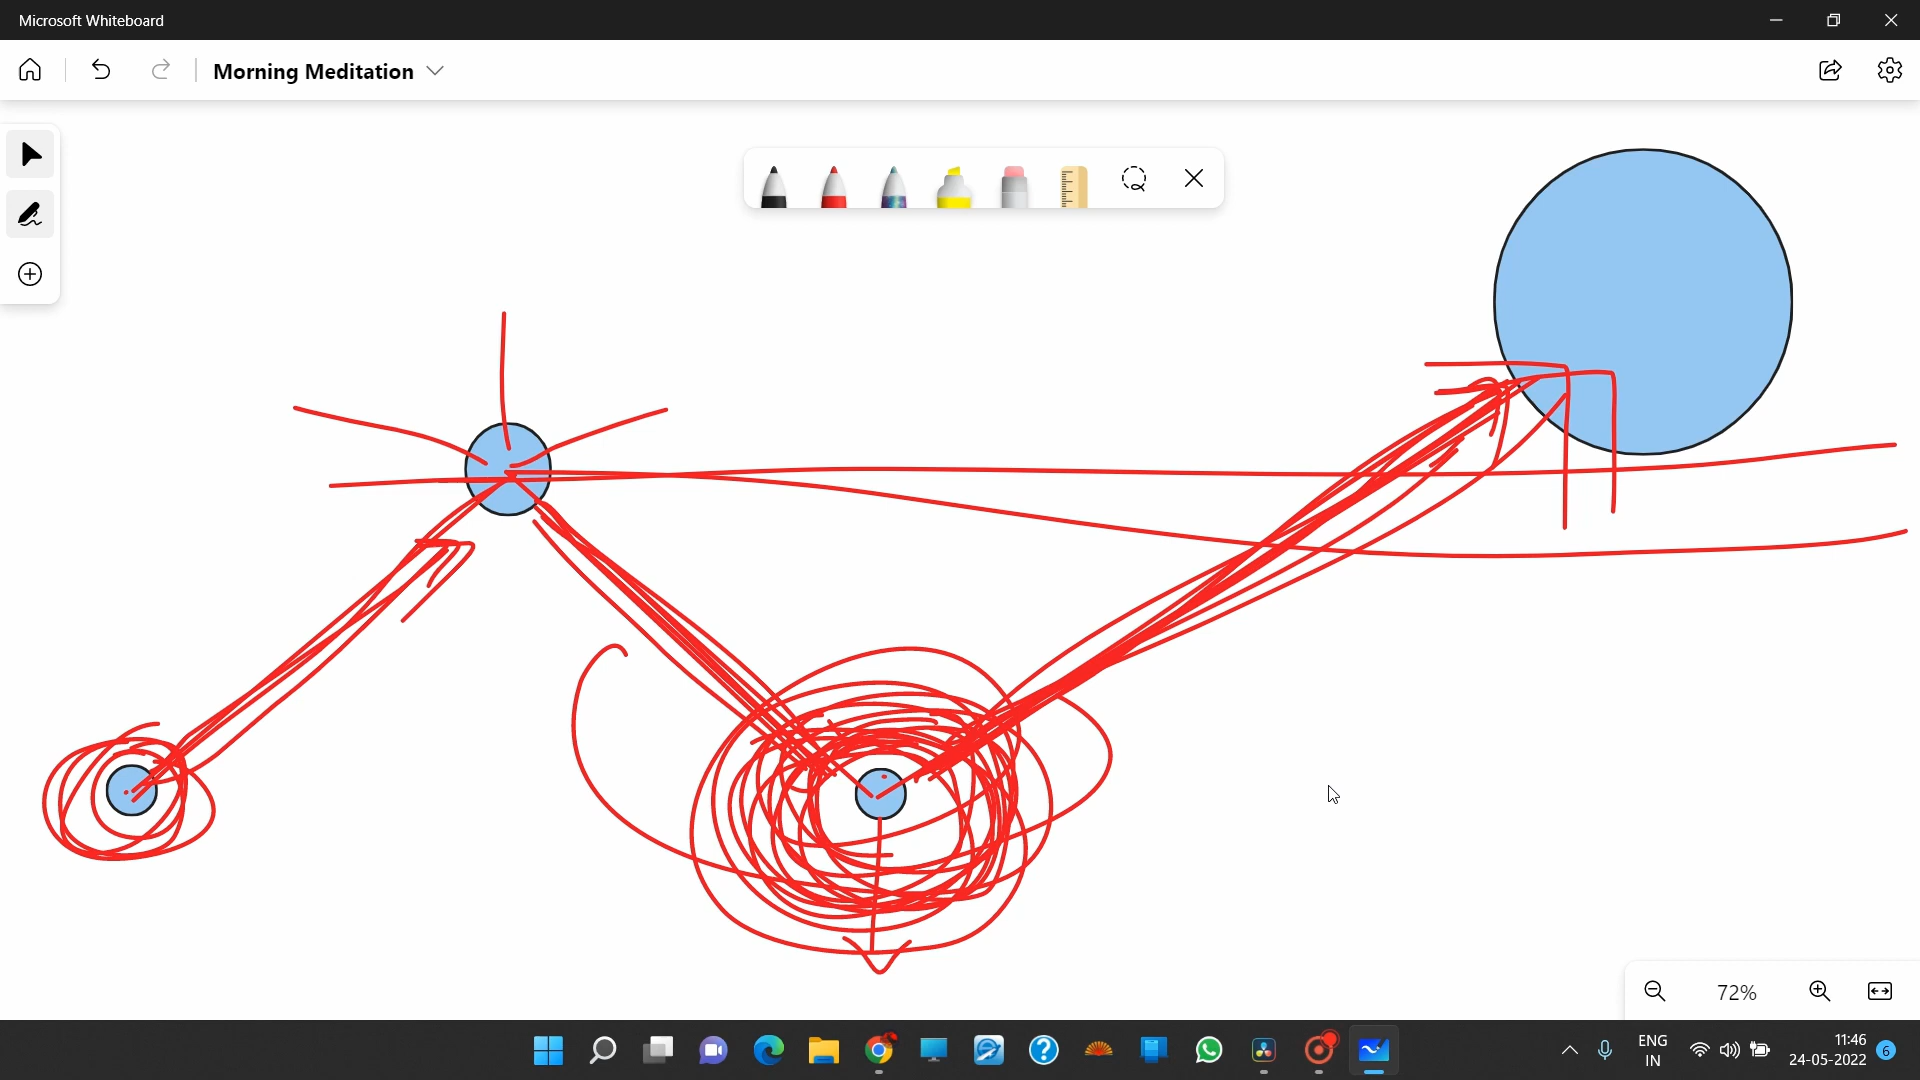 Microsoft Whiteboard
Morning Meditation
72%
ENG
IN
11:46
24-05-2022
6